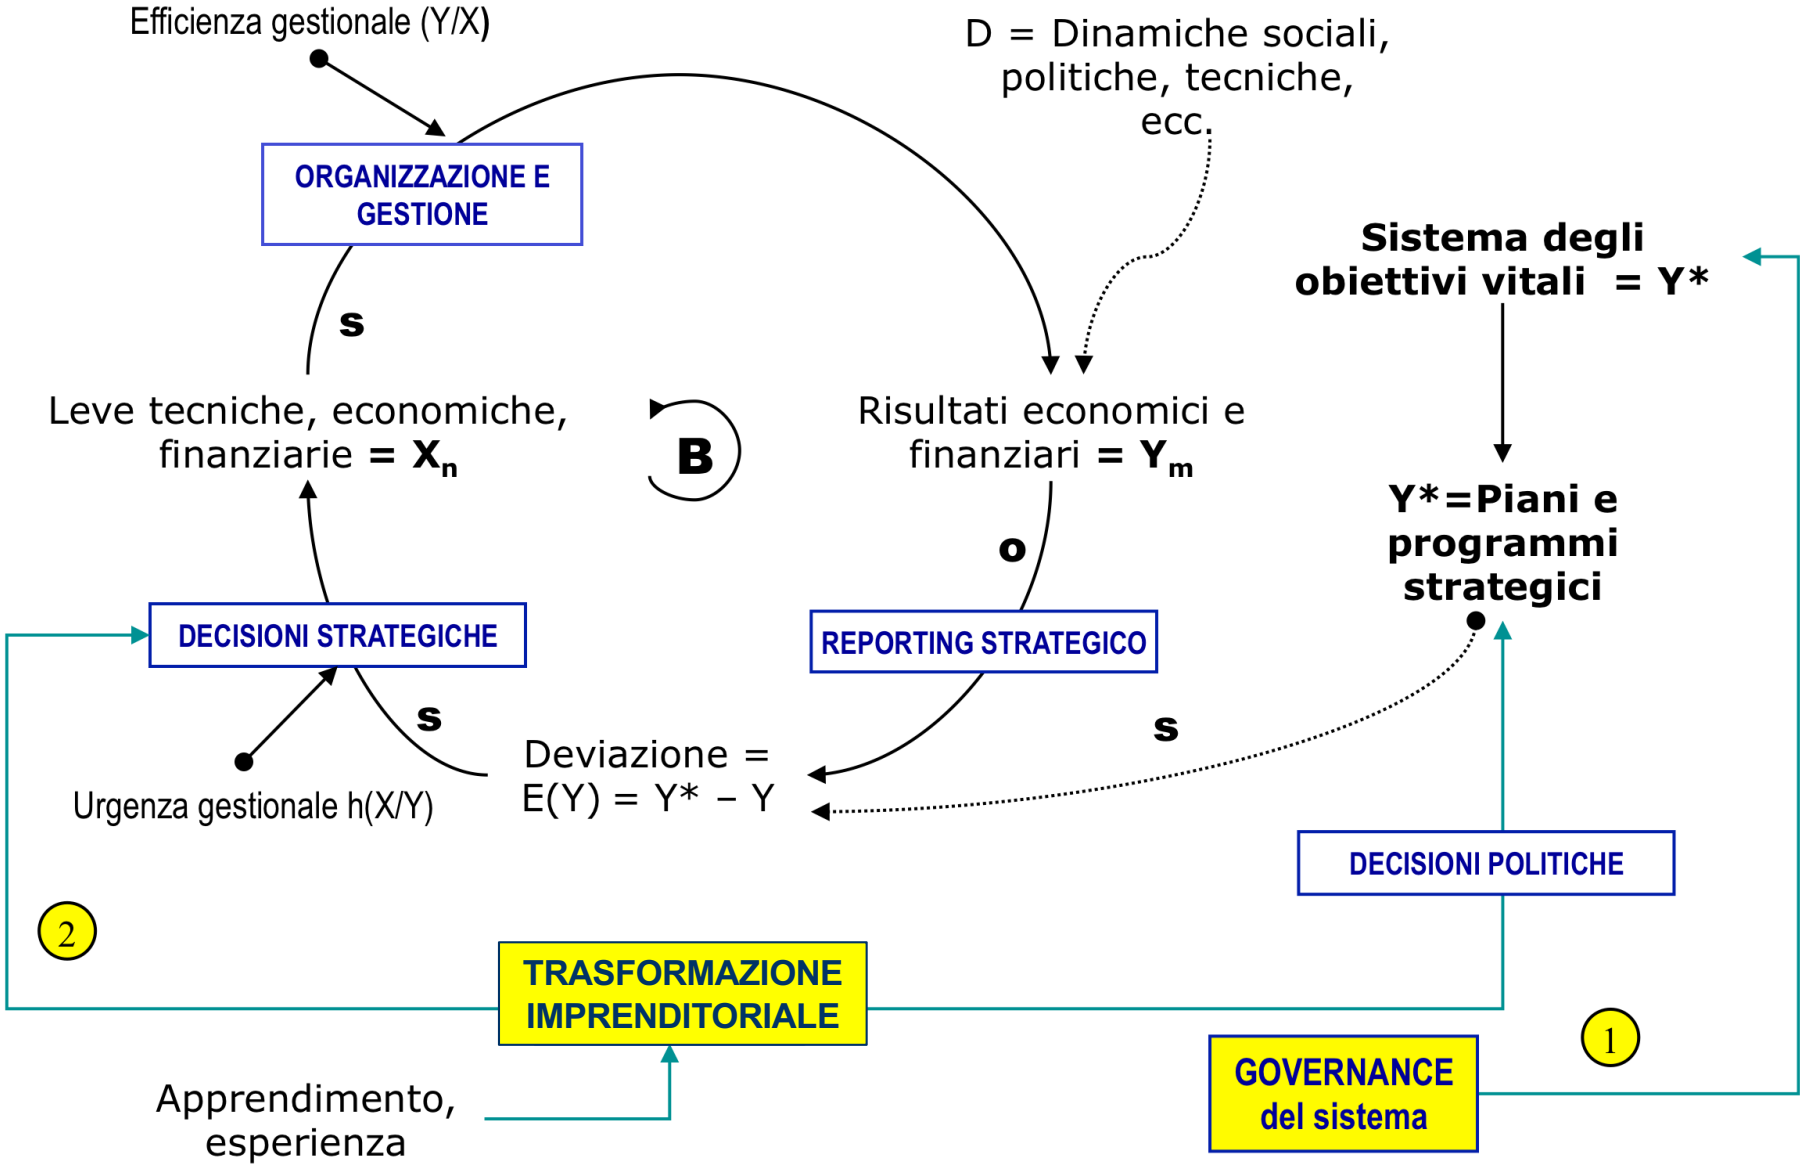 Efficienza gestionale (Y/X)
D = Dinamiche sociali,
politiche, tecniche,
ecc.
ORGANIZZAZIONE E
GESTIONE
Sistema degli
obiettivi vitali = Y*
s
Leve tecniche, economiche,
finanziarie = Xn
B
Risultati economici e
finanziari = Ym
Y*=Piani e
programmi
strategici
o
DECISIONI STRATEGICHE
REPORTING STRATEGICO
s
s
Deviazione =
E(Y) = Y* – Y
Urgenza gestionale h(X/Y)
DECISIONI POLITICHE
2
TRASFORMAZIONE
IMPRENDITORIALE
1
GOVERNANCE
del sistema
Apprendimento,
esperienza